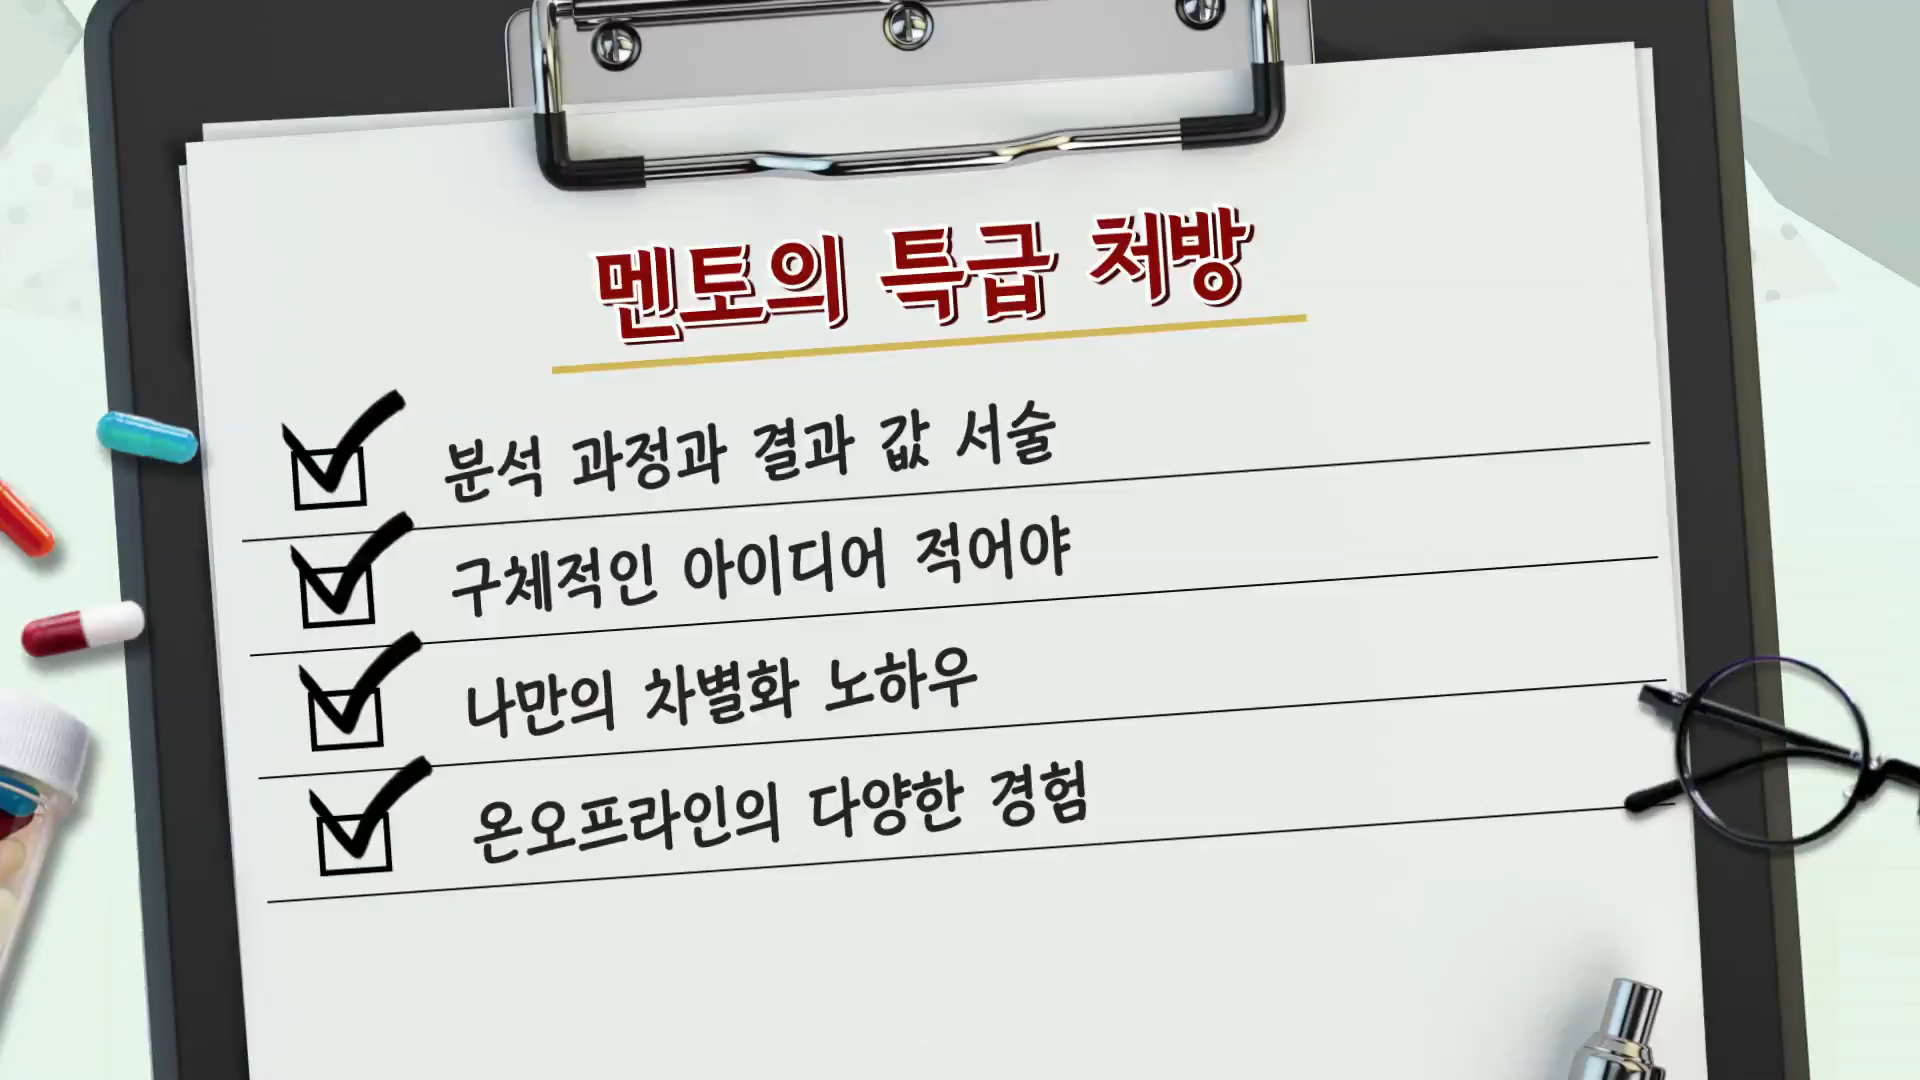 멘토의 특급 처방
분석 과정과 결과 값 서술
구체적인 아이디어 적어야
나만의 차별화 노하우
온오프라인의 다양한 경험